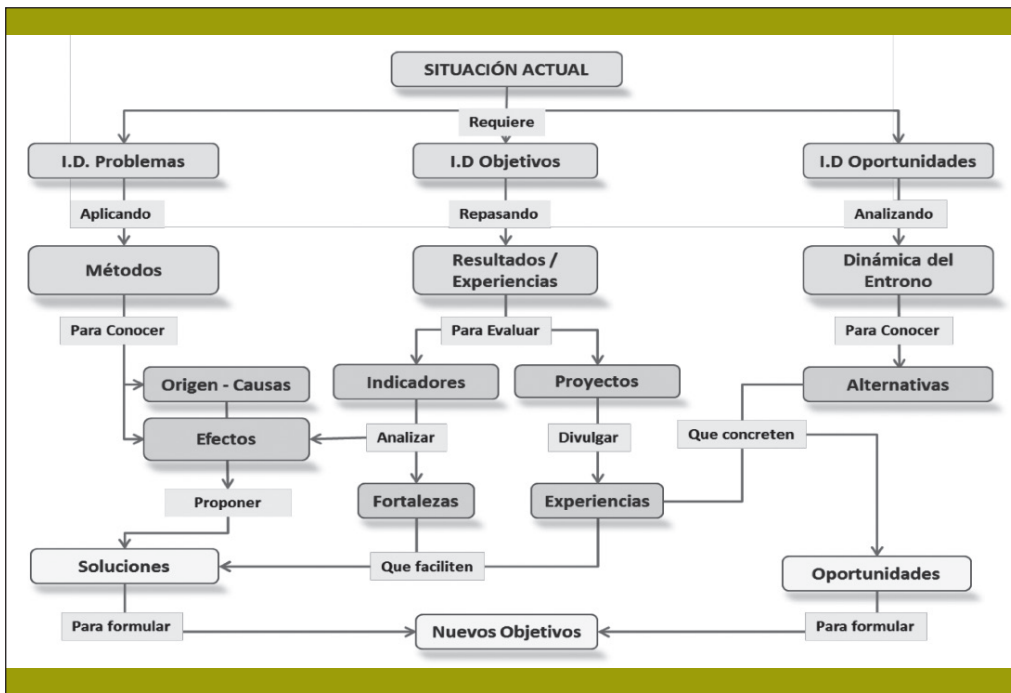 SITUACIÓN ACTUAL
Requiere
I.D. Problemas
I.D Objetivos
I.D Oportunidades
Aplicando
Repasando
Analizando
Métodos
Resultados /
Experiencias
Dinámica del
Entrono
Para Conocer
Para Evaluar
Para Conocer
Origen - Causas
Indicadores
Proyectos
Alternativas
Efectos
Analizar
Divulgar
Que concreten
Proponer
Fortalezas
Experiencias
Soluciones
Que faciliten
Oportunidades
Para formular
Nuevos Objetivos
Para formular